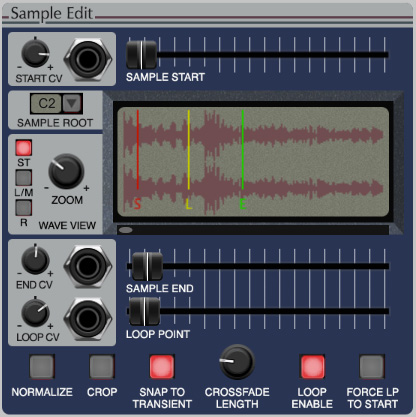 Sample Edit
- +
START CV
SAMPLE START
C2
SAMPLE ROOT
ST
L/M
R
- +
ZOOM
WAVE VIEW
S L E
- +
END CV
SAMPLE END
- +
LOOP CV
LOOP POINT
NORMALIZE
CROP
SNAP TO
TRANSIENT
CROSSFADE
LENGTH
LOOP
ENABLE
FORCE LP
TO START